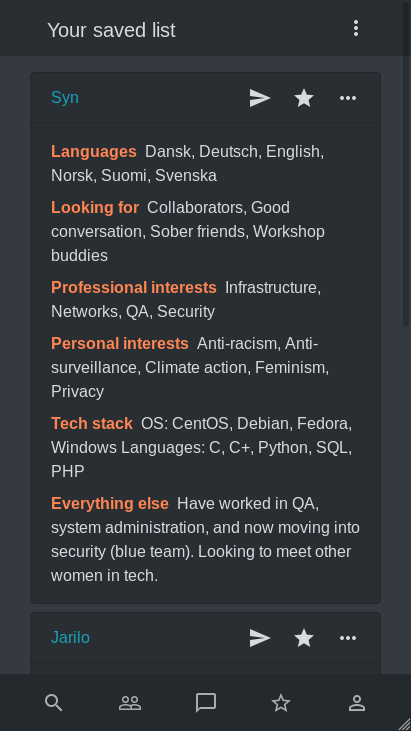 Your saved list
Syn
Languages Dansk, Deutsch, English,
Norsk, Suomi, Svenska
Looking for Collaborators, Good
conversation, Sober friends, Workshop
buddies
Professional interests Infrastructure,
Networks, QA, Security
Personal interests Anti-racism, Anti-
surveillance, Climate action, Feminism,
Privacy
Tech stack OS: CentOS, Debian, Fedora,
Windows Languages: C, C+, Python, SQL,
PHP
Everything else Have worked in QA,
system administration, and now moving into
security (blue team). Looking to meet other
women in tech.
Jarilo